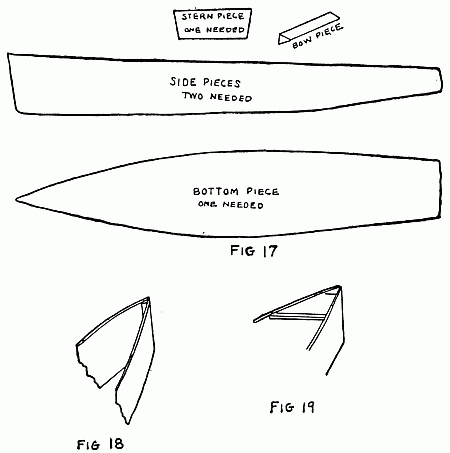 STERN PIECE
ONE NEEDED
BOW PIECE
SIDE PIECES
TWO NEEDED
BOTTOM PIECE
ONE NEEDED
FIG 17
FIG 18
FIG 19